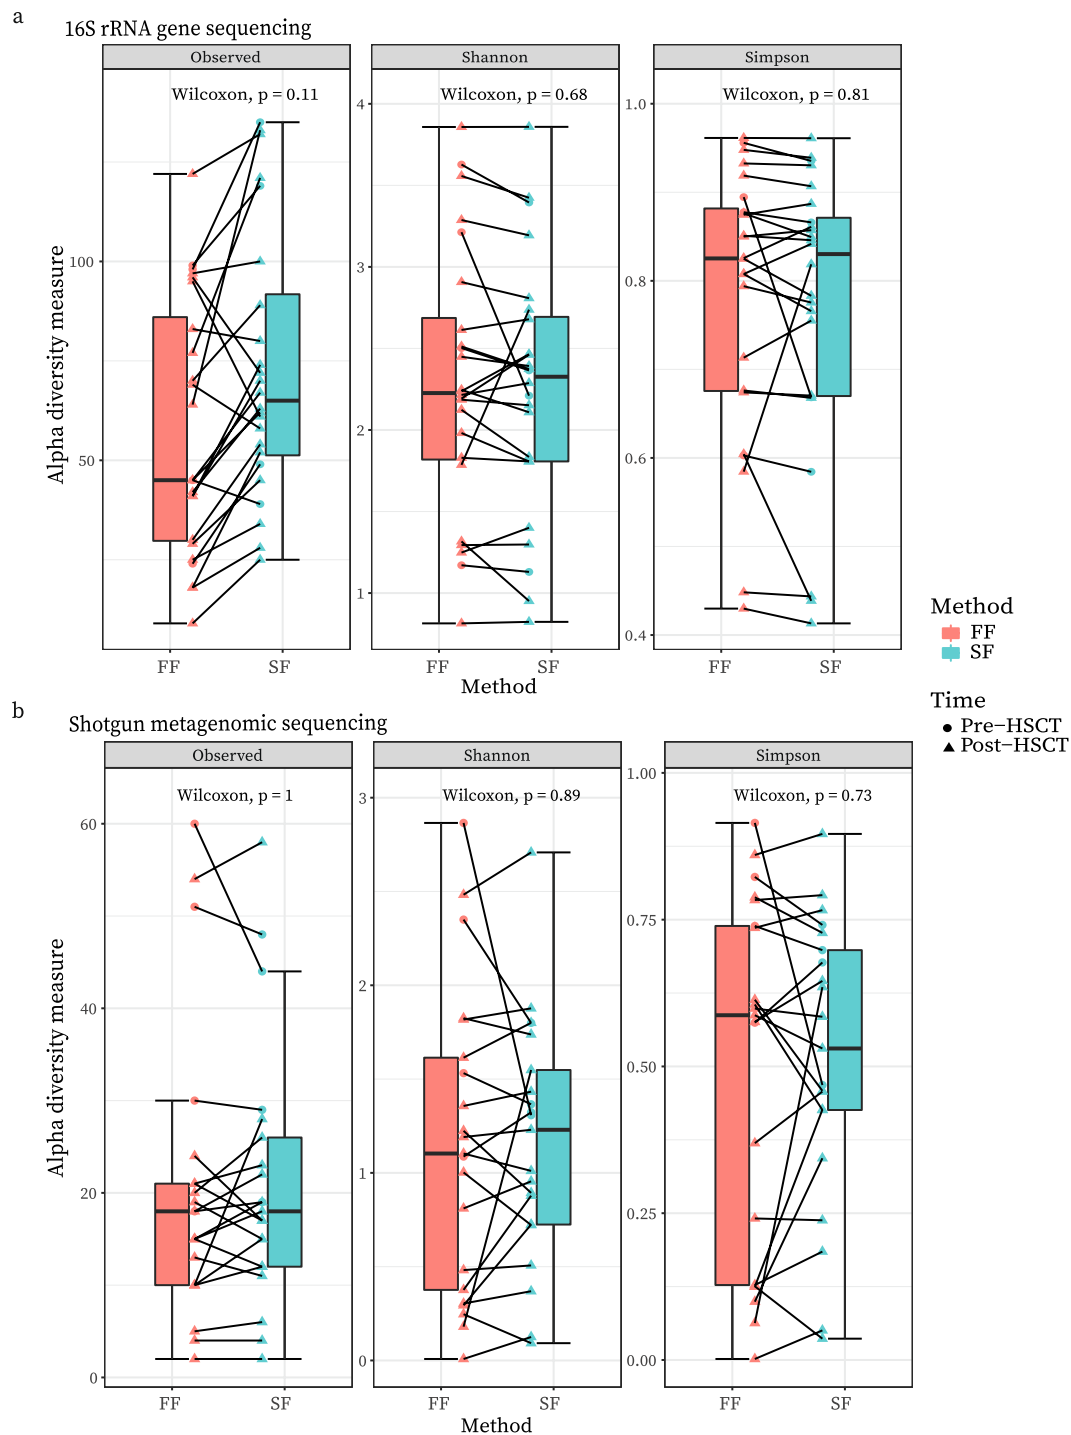 a
16S rRNA gene sequencing
Observed
Shannon
Simpson
Wilcoxon, p = 0.11
Wilcoxon, p = 0.68
Wilcoxon, p = 0.81
Alpha diversity measure
100
50
4
3
2
1
1.0
0.8
0.6
0.4
FF
SF
FF
SF
FF
SF
Method
Method
FF
SF
Time
Pre−HSCT
Post−HSCT
b
Shotgun metagenomic sequencing
Observed
Shannon
Simpson
Wilcoxon, p = 1
Wilcoxon, p = 0.89
Wilcoxon, p = 0.73
Alpha diversity measure
60
40
20
0
3
2
1
0
1.00
0.75
0.50
0.25
0.00
FF
SF
FF
SF
FF
SF
Method